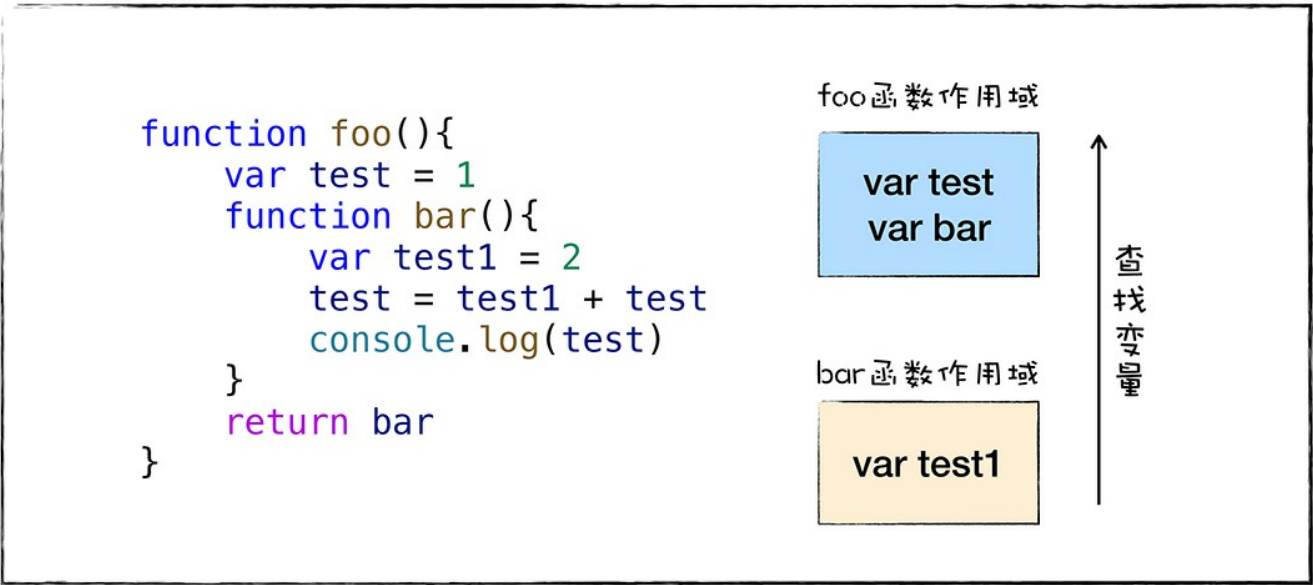 function foo(){
    var test = 1
    function bar(){
        var test1 = 2
        test = test1 + test
        console.log(test)
    }
    return bar
}
foo函数作用域
var test
var bar
bar函数作用域
var test1
查找变量